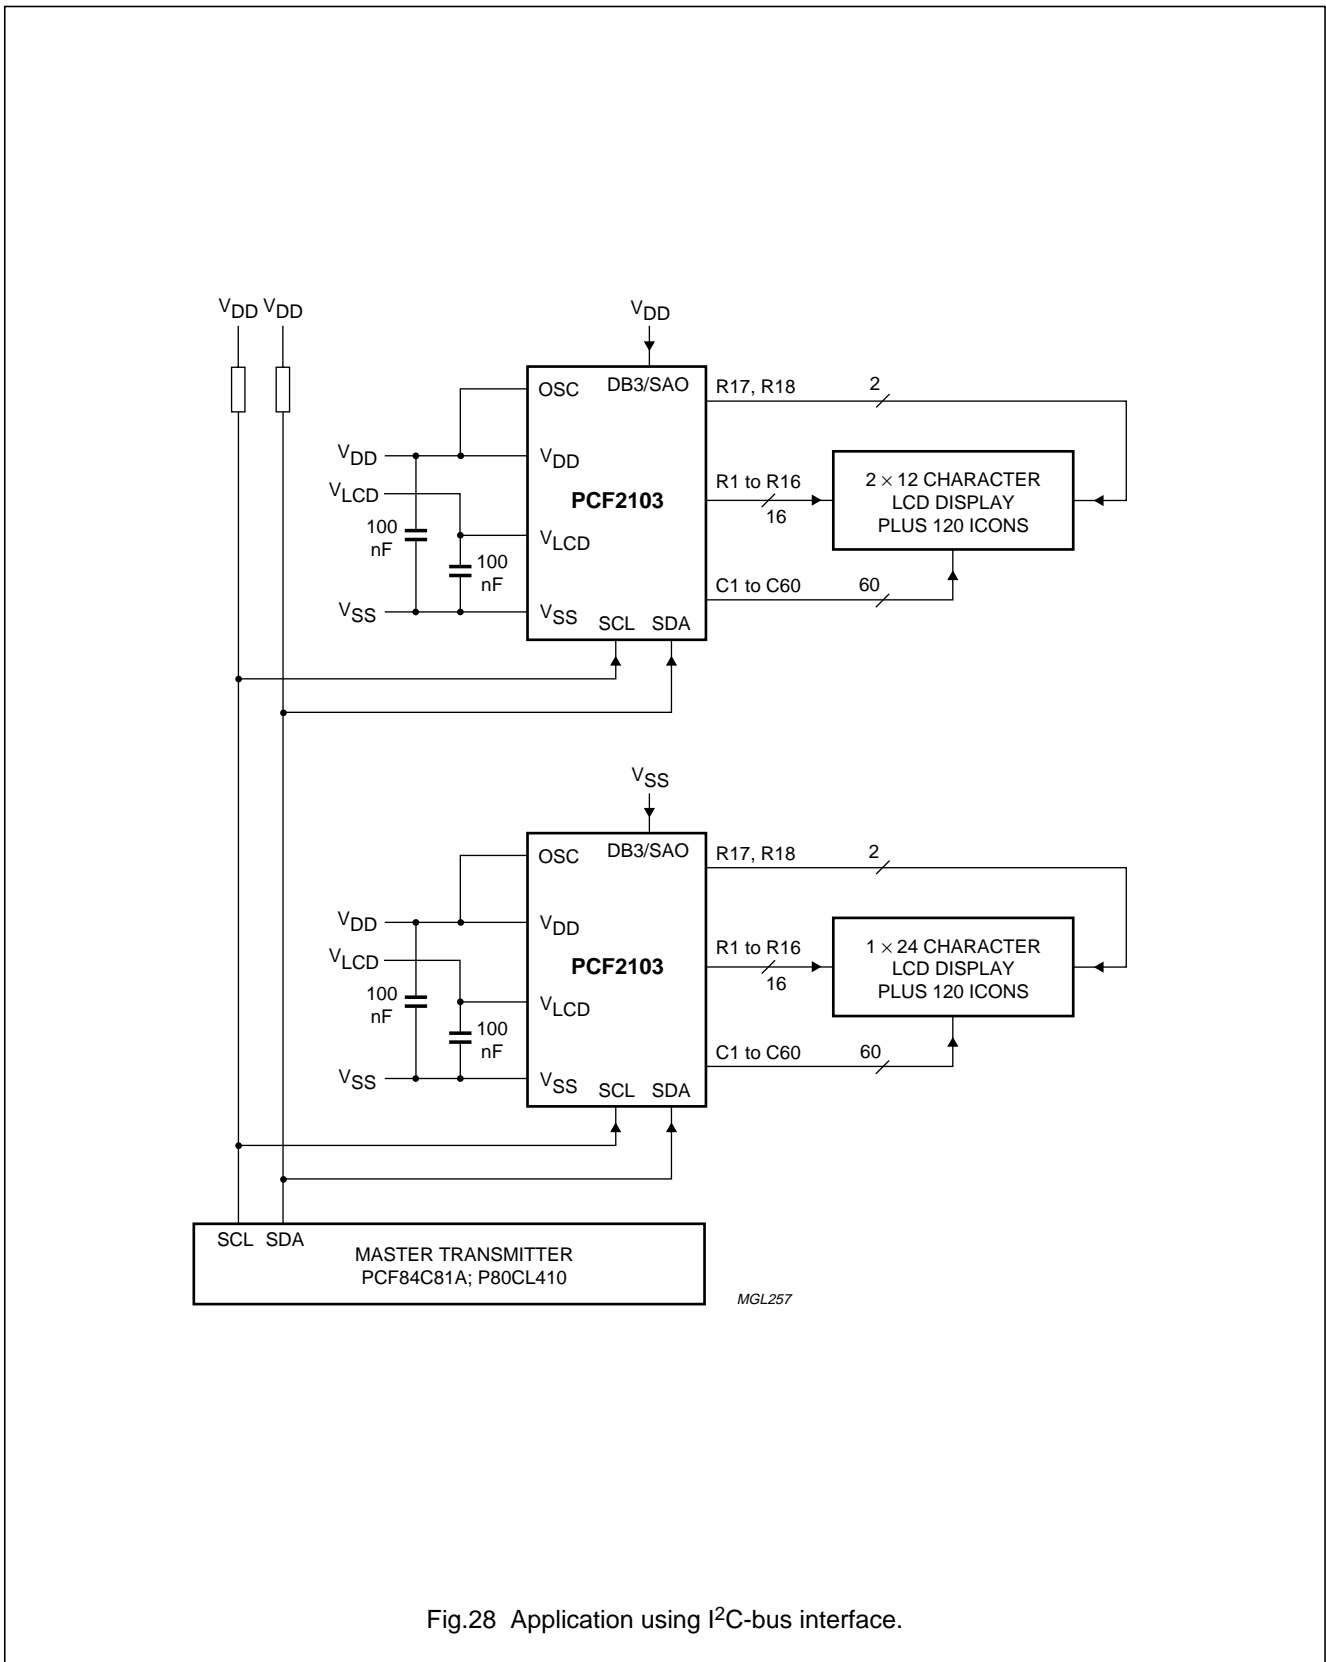 VDD VDD
VDD
OSC
DB3/SAO
R17, R18
2
VDD
VDD
VLCD
PCF2103
R1 to R16
16
2 × 12 CHARACTER
LCD DISPLAY
PLUS 120 ICONS
100
nF
VLCD
100
nF
C1 to C60
60
VSS
VSS
SCL SDA
VSS
OSC
DB3/SAO
R17, R18
2
VDD
VDD
VLCD
PCF2103
R1 to R16
16
1 × 24 CHARACTER
LCD DISPLAY
PLUS 120 ICONS
100
nF
VLCD
100
nF
C1 to C60
60
VSS
VSS
SCL SDA
SCL SDA
MASTER TRANSMITTER
PCF84C81A; P80CL410
MGL257
Fig.28 Application using I²C-bus interface.